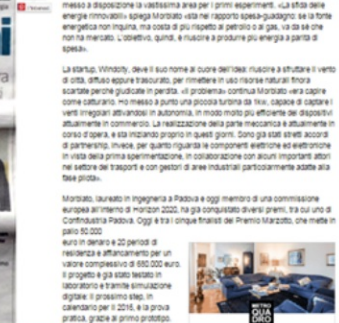 messo a disposizione la vastissima area per i primi esperimenti. «La sfida delle
energie rinnovabili» spiega Morbiato «sta nel rapporto spesa-guadagno: se la fonte
energetica non inquina, ma costa di più rispetto al petrolio o al gas, va da sé che
non ha mercato. L'obiettivo, quindi, è riuscire a produrre più energia a parità di
spesa».
La startup, Windcity, deve il suo nome al cuore dell'idea: riuscire a sfruttare il vento
di città, diffuso eppure trascurato, per rimettere in uso risorse naturali finora
scartate perché giudicate in perdita. «Il problema» continua Morbiato «era capire
come catturarlo. Ho messo a punto una piccola turbina da 1kW, capace di captare i
venti irregolari attivandosi in autonomia, in modo molto più efficiente dei dispositivi
attualmente in commercio. La realizzazione della parte meccanica è attualmente in
corso d'opera, e sta iniziando proprio in questi giorni. Sono già stati stretti accordi
di partnership, invece, per quanto riguarda le componenti elettriche ed elettroniche
in vista della prima sperimentazione, in collaborazione con alcuni importanti attori
nel settore dei trasporti e con gestori di aree industriali particolarmente adatte alla
fase pilota».
Morbiato, laureato in Ingegneria a Padova e oggi membro di una commissione
europea all'interno di Horizon 2020, ha già conquistato diversi premi, tra cui uno di
Confindustria Padova. Oggi è tra i cinque finalisti del Premio Marzotto, che mette in
palio 50.000
euro in denaro e 20 periodi di
residenza e affiancamento per un
valore complessivo di 550.000 euro.
Il progetto è già stato testato in
laboratorio e tramite simulazione
digitale: il prossimo step, in
calendario per il 2015, è la prova
pratica, grazie al primo prototipo.
METRO
QUA
DRO